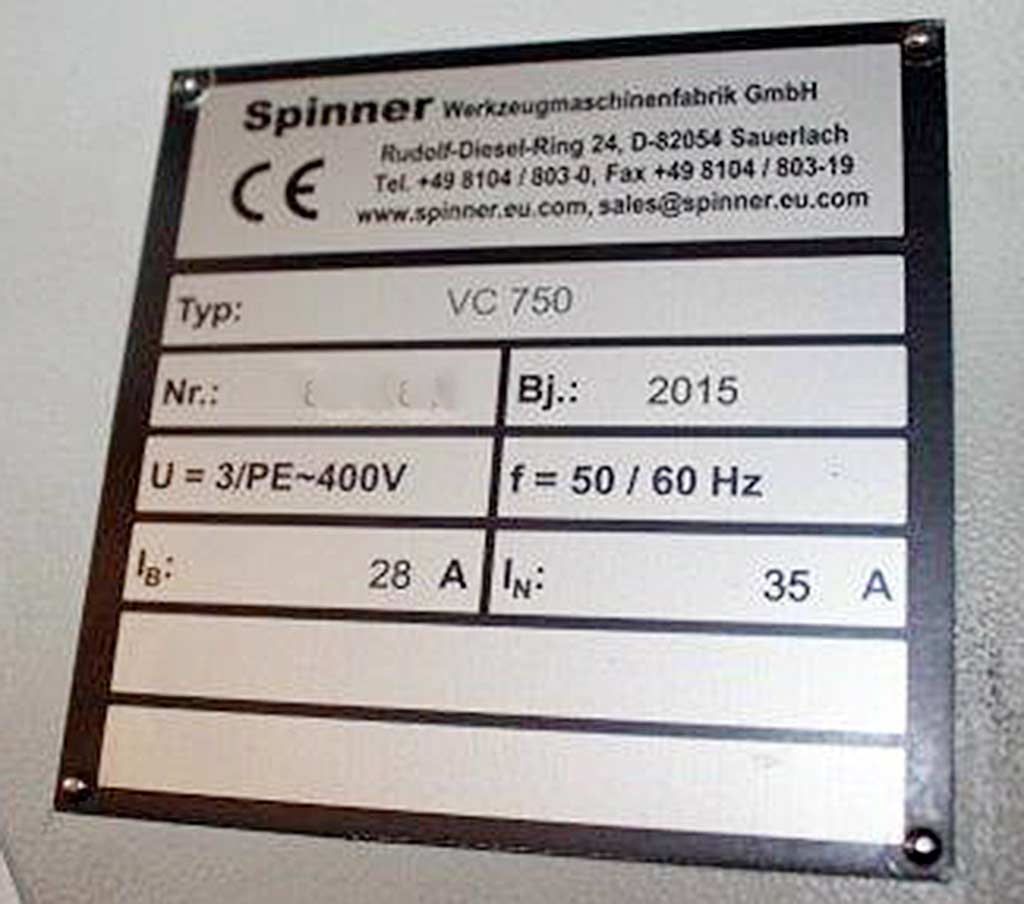 Spinner Werkzeugmaschinenfabrik GmbH
Rudolf-Diesel-Ring 24, D-82054 Sauerlach
CE Tel. +49 8104 / 803-0, Fax +49 8104 / 803-19
www.spinner.eu.com, sales@spinner.eu.com
Typ: VC 750
Nr.: Bj.: 2015
U = 3/PE~400V f = 50 / 60 Hz
IB: 28 A IN: 35 A